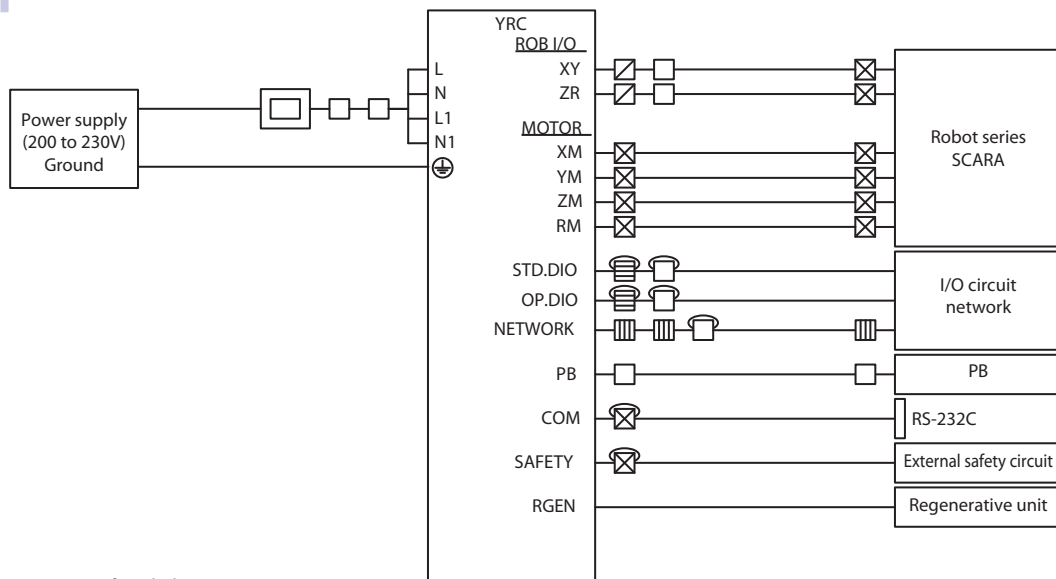 YRC
ROB I/O
XY
ZR
MOTOR
XM
YM
ZM
RM
STD.DIO
OP.DIO
NETWORK
PB
COM
SAFETY
RGEN
L
N
L1
N1
Power supply
(200 to 230V)
Ground
Robot series
SCARA
I/O circuit
network
PB
RS-232C
External safety circuit
Regenerative unit